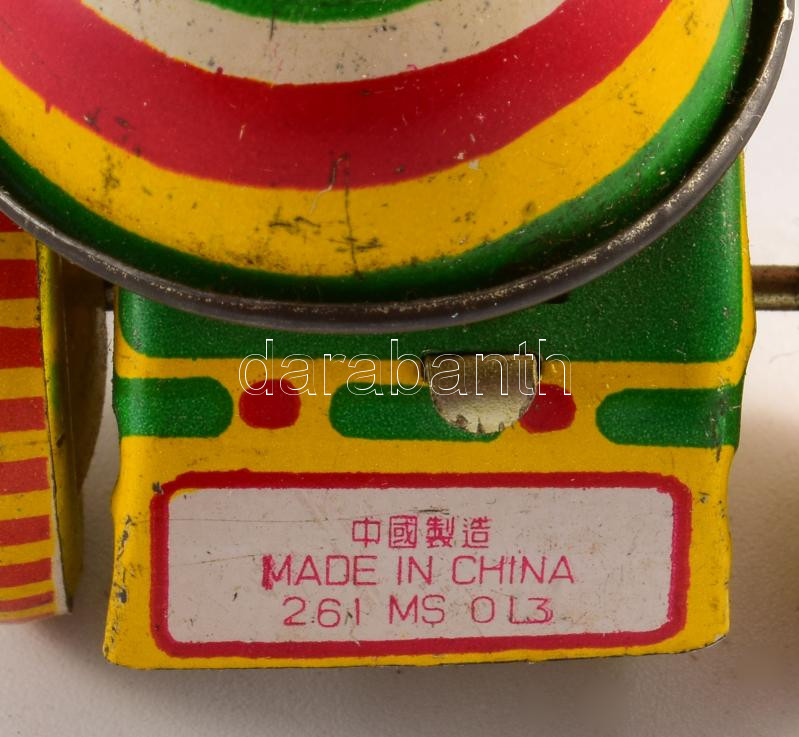 darabanth
中國製造
MADE IN CHINA
261 MS 013